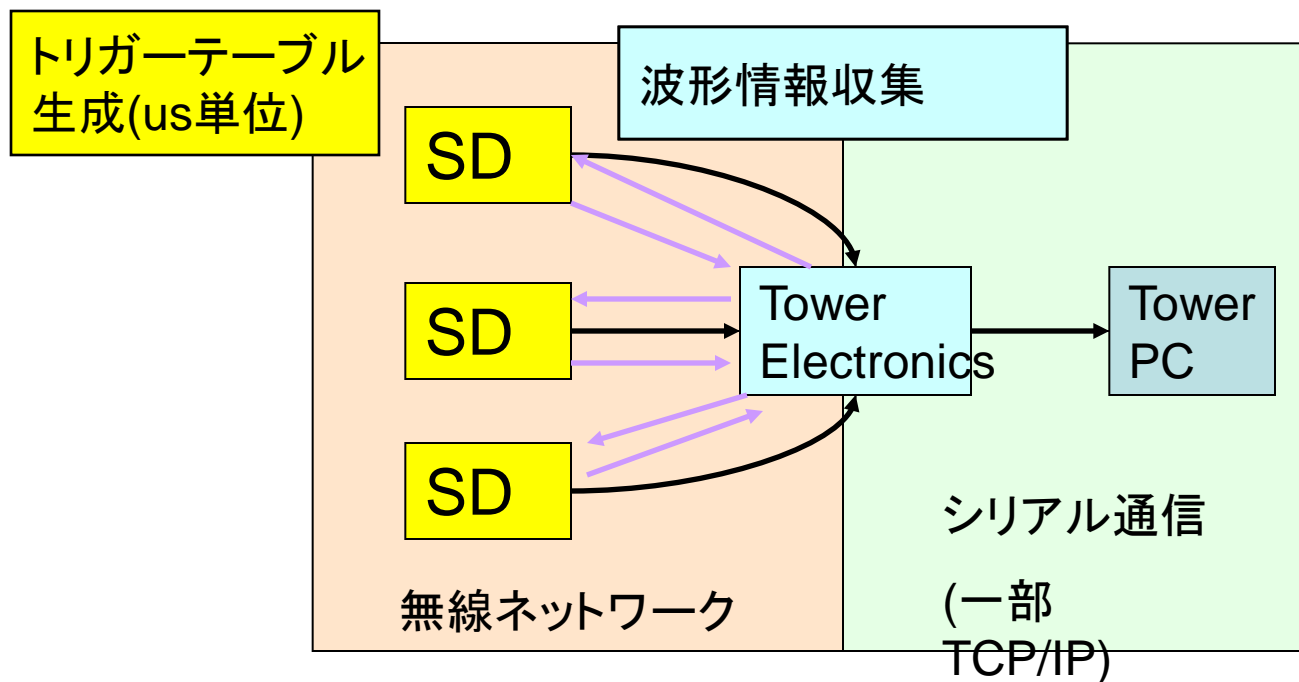 トリガーテーブル
生成(us単位)
波形情報収集
SD
SD
SD
Tower
Electronics
Tower
PC
無線ネットワーク
シリアル通信
(一部
TCP/IP)